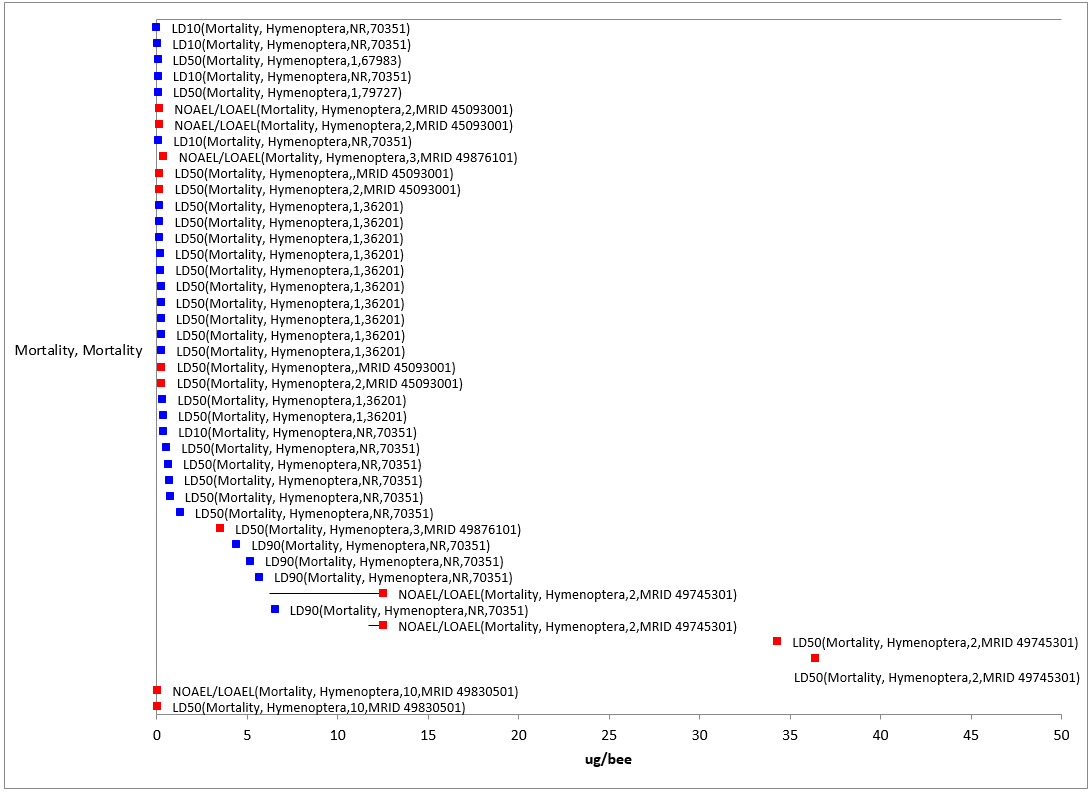 LD10(Mortality, Hymenoptera,NR,70351)
LD10(Mortality, Hymenoptera,NR,70351)
LD50(Mortality, Hymenoptera,1,67983)
LD10(Mortality, Hymenoptera,NR,70351)
LD50(Mortality, Hymenoptera,1,79727)
NOAEL/LOAEL(Mortality, Hymenoptera,2,MRID 45093001)
NOAEL/LOAEL(Mortality, Hymenoptera,2,MRID 45093001)
LD10(Mortality, Hymenoptera,NR,70351)
NOAEL/LOAEL(Mortality, Hymenoptera,3,MRID 49876101)
LD50(Mortality, Hymenoptera,,MRID 45093001)
LD50(Mortality, Hymenoptera,2,MRID 45093001)
LD50(Mortality, Hymenoptera,1,36201)
LD50(Mortality, Hymenoptera,1,36201)
LD50(Mortality, Hymenoptera,1,36201)
LD50(Mortality, Hymenoptera,1,36201)
LD50(Mortality, Hymenoptera,1,36201)
LD50(Mortality, Hymenoptera,1,36201)
LD50(Mortality, Hymenoptera,1,36201)
LD50(Mortality, Hymenoptera,1,36201)
LD50(Mortality, Hymenoptera,1,36201)
LD50(Mortality, Hymenoptera,1,36201)
Mortality, Mortality
LD50(Mortality, Hymenoptera,,MRID 45093001)
LD50(Mortality, Hymenoptera,2,MRID 45093001)
LD50(Mortality, Hymenoptera,1,36201)
LD50(Mortality, Hymenoptera,1,36201)
LD10(Mortality, Hymenoptera,NR,70351)
LD50(Mortality, Hymenoptera,NR,70351)
LD50(Mortality, Hymenoptera,NR,70351)
LD50(Mortality, Hymenoptera,NR,70351)
LD50(Mortality, Hymenoptera,NR,70351)
LD50(Mortality, Hymenoptera,NR,70351)
LD50(Mortality, Hymenoptera,3,MRID 49876101)
LD90(Mortality, Hymenoptera,NR,70351)
LD90(Mortality, Hymenoptera,NR,70351)
LD90(Mortality, Hymenoptera,NR,70351)
NOAEL/LOAEL(Mortality, Hymenoptera,2,MRID 49745301)
LD90(Mortality, Hymenoptera,NR,70351)
NOAEL/LOAEL(Mortality, Hymenoptera,2,MRID 49745301)
LD50(Mortality, Hymenoptera,2,MRID 49745301)
LD50(Mortality, Hymenoptera,2,MRID 49745301)
NOAEL/LOAEL(Mortality, Hymenoptera,10,MRID 49830501)
LD50(Mortality, Hymenoptera,10,MRID 49830501)
0 5 10 15 20 25 30 35 40 45 50
ug/bee